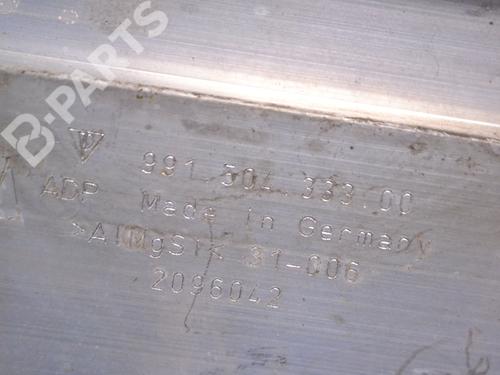 B-PARTS
991.504.333.00
ADP Made in Germany
>AlMgSi< 31-006
2096042